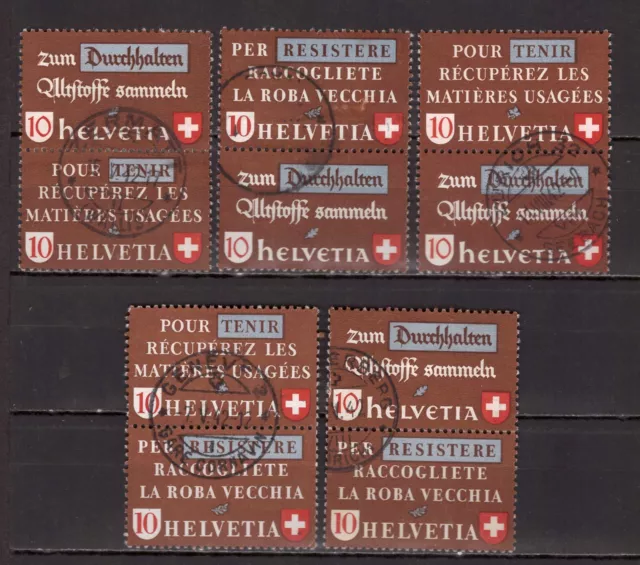 zum Durchhalten
Altstoffe sammeln
10 HELVETIA
POUR TENIR
RÉCUPÉREZ LES
MATIÈRES USAGÉES
10 HELVETIA
PER RESISTERE
RACCOGLIETE
LA ROBA VECCHIA
10 HELVETIA
zum Durchhalten
Altstoffe sammeln
10 HELVETIA
POUR TENIR
RÉCUPÉREZ LES
MATIÈRES USAGÉES
10 HELVETIA
zum Durchhalten
Altstoffe sammeln
10 HELVETIA
POUR TENIR
RÉCUPÉREZ LES
MATIÈRES USAGÉES
10 HELVETIA
PER RESISTERE
RACCOGLIETE
LA ROBA VECCHIA
10 HELVETIA
zum Durchhalten
Altstoffe sammeln
10 HELVETIA
PER RESISTERE
RACCOGLIETE
LA ROBA VECCHIA
10 HELVETIA